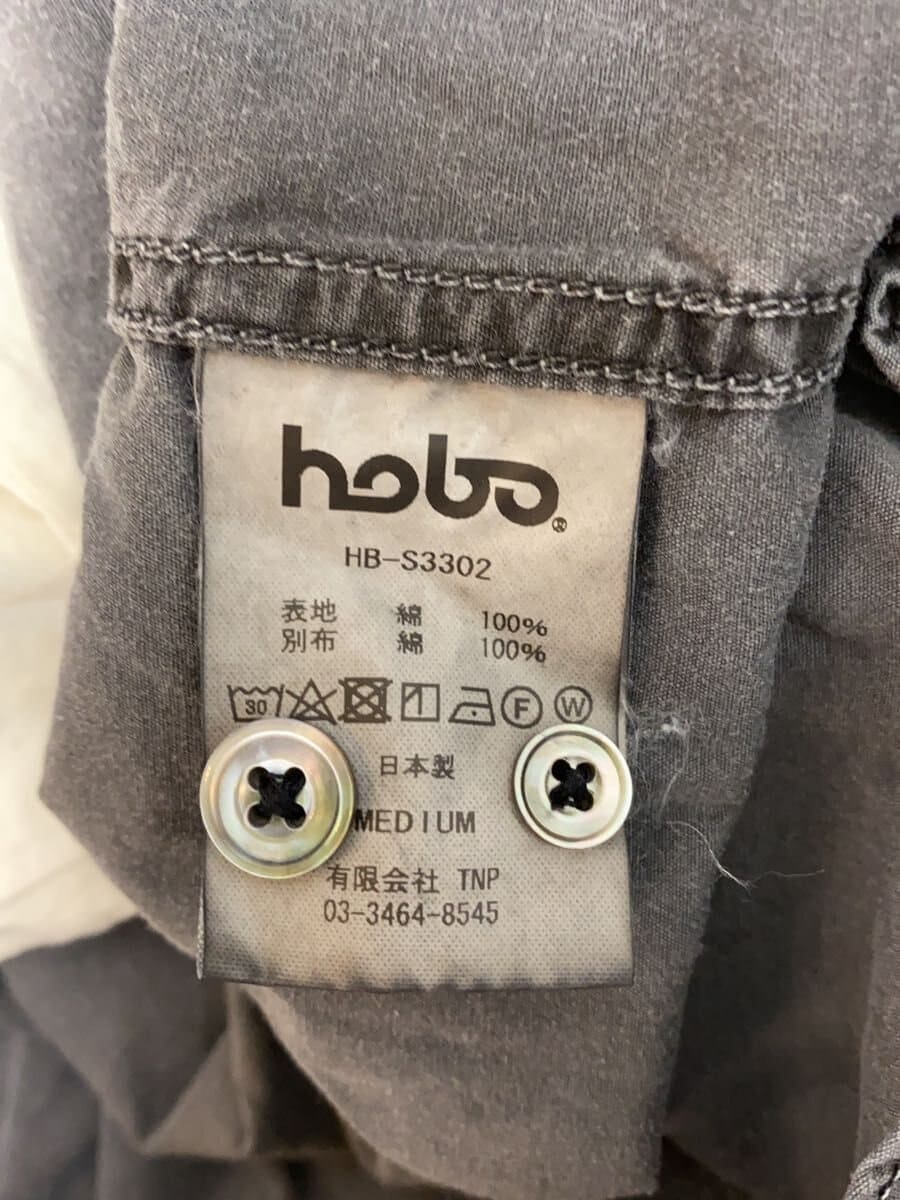 hobo®
HB-S3302
表地 綿 100%
別布 綿 100%
30 F W
日本製
MEDIUM
有限会社 TNP
03-3464-8545